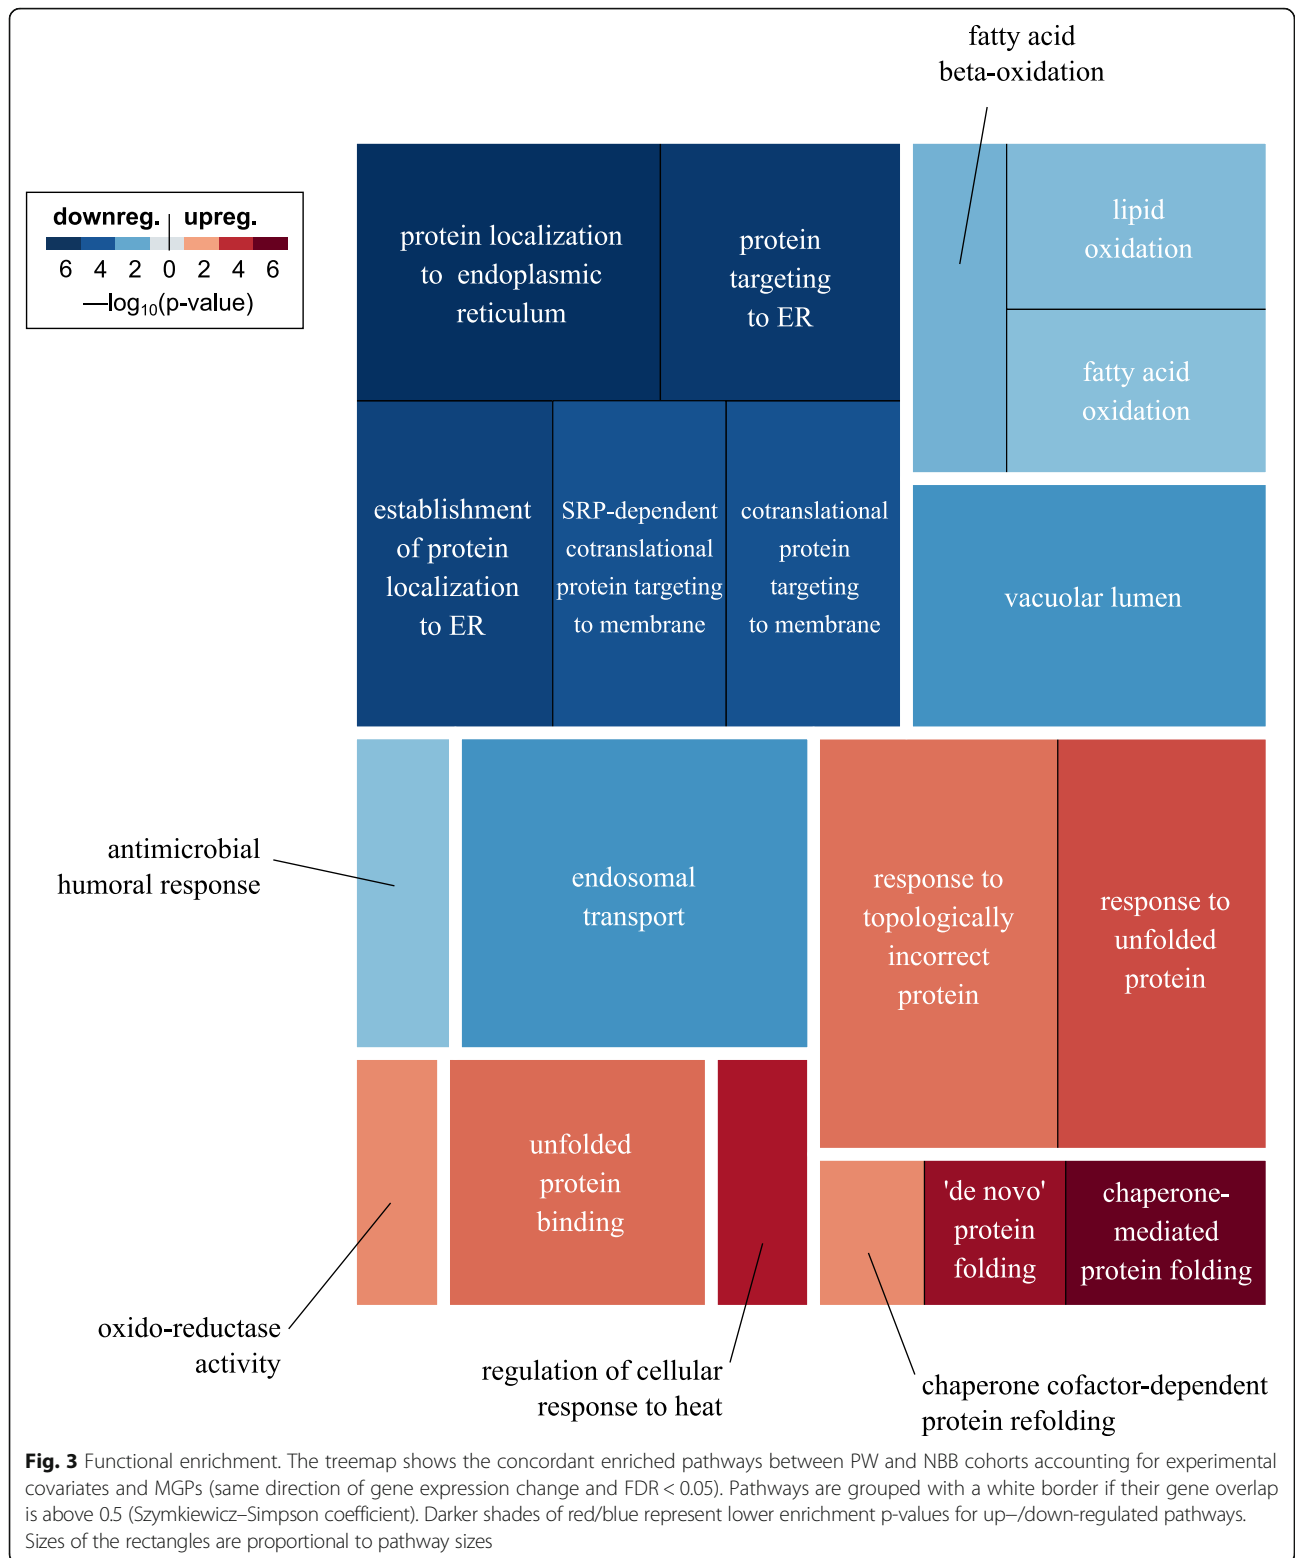 fatty acid
beta-oxidation
downreg. upreg.
6 4 2 0 2 4 6
—log10(p-value)
protein localization
to endoplasmic
reticulum
protein
targeting
to ER
lipid
oxidation
fatty acid
oxidation
establishment
of protein
localization
to ER
SRP-dependent
cotranslational
protein targeting
to membrane
cotranslational
protein
targeting
to membrane
vacuolar lumen
antimicrobial
humoral response
endosomal
transport
response to
topologically
incorrect
protein
response to
unfolded
protein
unfolded
protein
binding
'de novo'
protein
folding
chaperone-
mediated
protein folding
oxido-reductase
activity
regulation of cellular
response to heat
chaperone cofactor-dependent
protein refolding
Fig. 3 Functional enrichment. The treemap shows the concordant enriched pathways between PW and NBB cohorts accounting for experimental
covariates and MGPs (same direction of gene expression change and FDR < 0.05). Pathways are grouped with a white border if their gene overlap
is above 0.5 (Szymkiewicz–Simpson coefficient). Darker shades of red/blue represent lower enrichment p-values for up–/down-regulated pathways.
Sizes of the rectangles are proportional to pathway sizes